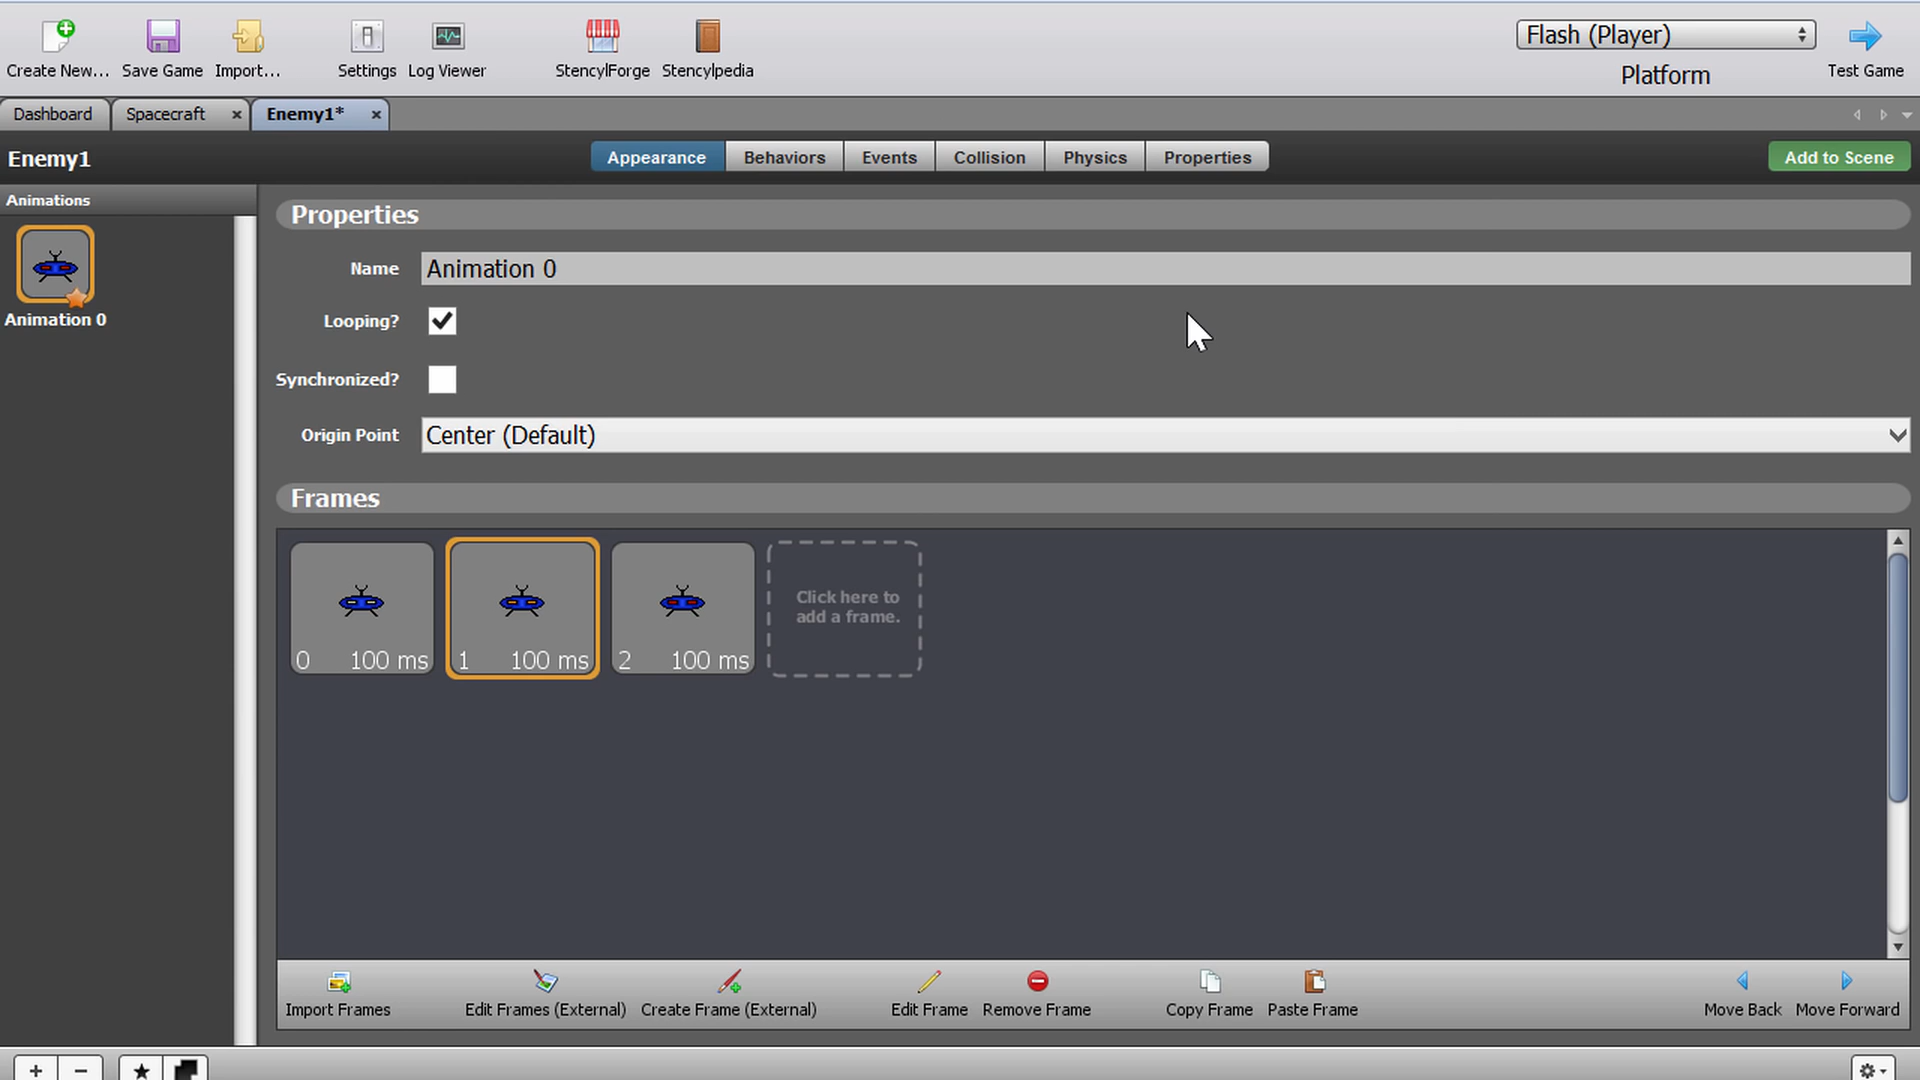 Create New...
Save Game
Import...
Settings
Log Viewer
StencylForge
Stencylpedia
Flash (Player)
Platform
Test Game
Dashboard
Spacecraft
Enemy1*
Enemy1
Appearance
Behaviors
Events
Collision
Physics
Properties
Add to Scene
Animations
Animation 0
Properties
Name
Animation 0
Looping?
Synchronized?
Origin Point
Center (Default)
Frames
0 100 ms
1 100 ms
2 100 ms
Click here to
add a frame.
Import Frames
Edit Frames (External)
Create Frame (External)
Edit Frame
Remove Frame
Copy Frame
Paste Frame
Move Back
Move Forward